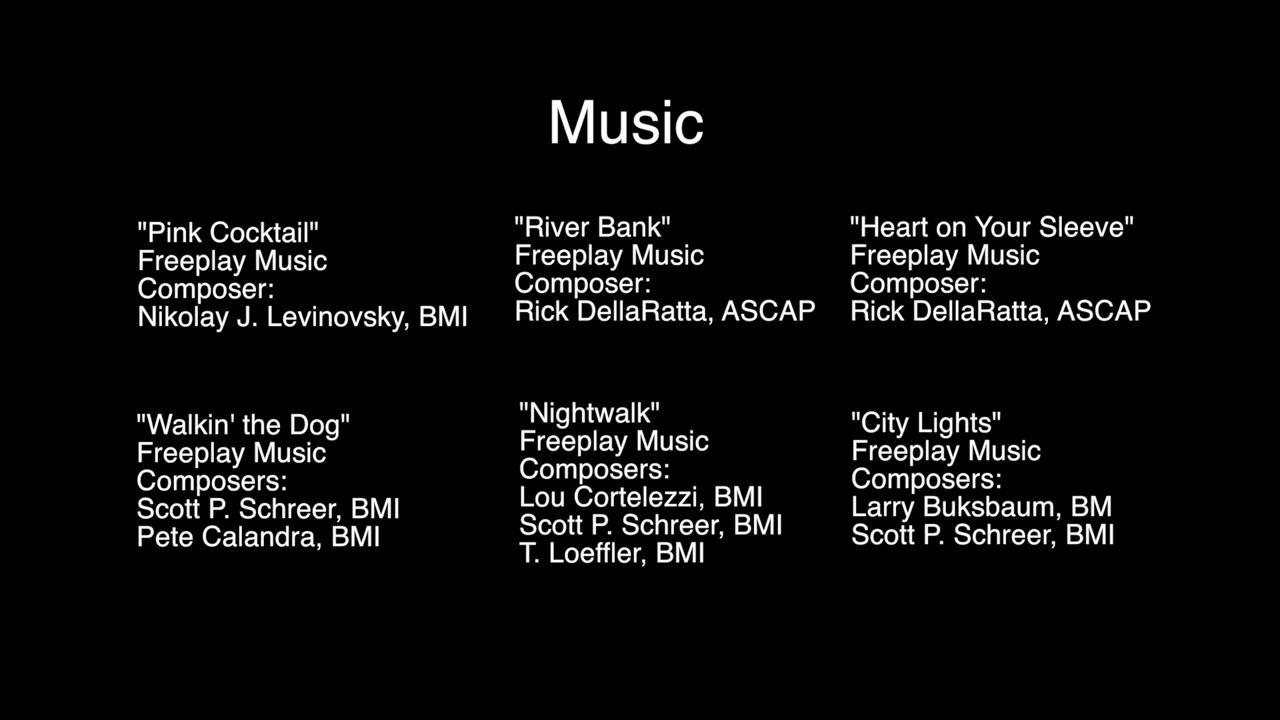 Music
"Pink Cocktail"
Freeplay Music
Composer:
Nikolay J. Levinovsky, BMI
"River Bank"
Freeplay Music
Composer:
Rick DellaRatta, ASCAP
"Heart on Your Sleeve"
Freeplay Music
Composer:
Rick DellaRatta, ASCAP
"Walkin' the Dog"
Freeplay Music
Composers:
Scott P. Schreer, BMI
Pete Calandra, BMI
"Nightwalk"
Freeplay Music
Composers:
Lou Cortelezzi, BMI
Scott P. Schreer, BMI
T. Loeffler, BMI
"City Lights"
Freeplay Music
Composers:
Larry Buksbaum, BM
Scott P. Schreer, BMI